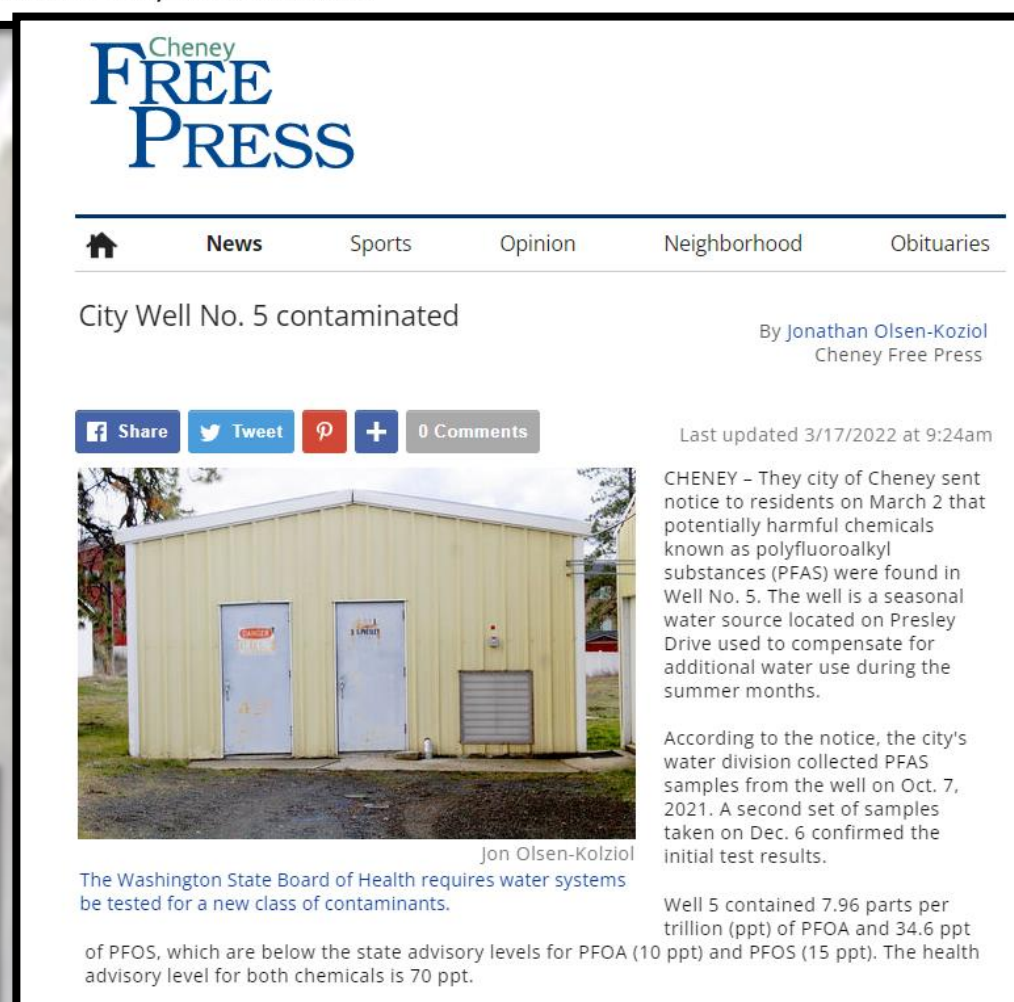 Cheney
FREE
PRESS
News Sports Opinion Neighborhood Obituaries
City Well No. 5 contaminated
By Jonathan Olsen-Koziol
Cheney Free Press
Share Tweet 0 Comments
Last updated 3/17/2022 at 9:24am
CHENEY – They city of Cheney sent
notice to residents on March 2 that
potentially harmful chemicals
known as polyfluoroalkyl
substances (PFAS) were found in
Well No. 5. The well is a seasonal
water source located on Presley
Drive used to compensate for
additional water use during the
summer months.
According to the notice, the city's
water division collected PFAS
samples from the well on Oct. 7,
2021. A second set of samples
taken on Dec. 6 confirmed the
initial test results.
Well 5 contained 7.96 parts per
trillion (ppt) of PFOA and 34.6 ppt
DANGER
Jon Olsen-Kolziol
The Washington State Board of Health requires water systems
be tested for a new class of contaminants.
of PFOS, which are below the state advisory levels for PFOA (10 ppt) and PFOS (15 ppt). The health
advisory level for both chemicals is 70 ppt.